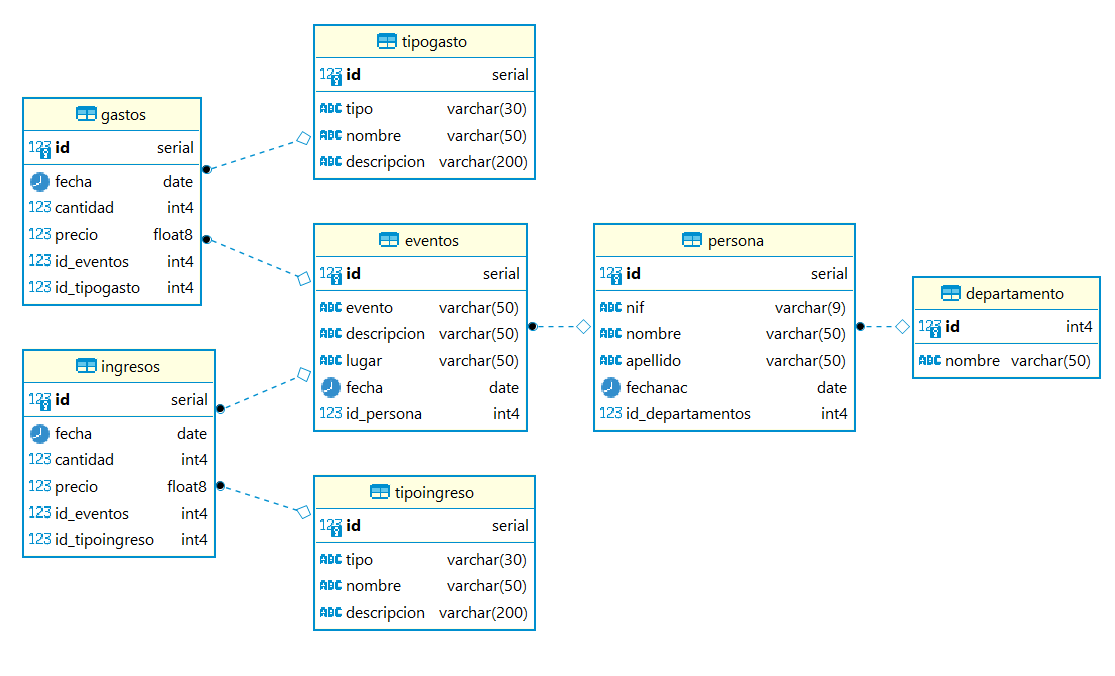 tipogasto
123 id serial
ABC tipo varchar(30)
ABC nombre varchar(50)
ABC descripcion varchar(200)
gastos
123 id serial
fecha date
123 cantidad int4
123 precio float8
123 id_eventos int4
123 id_tipogasto int4
eventos
123 id serial
ABC evento varchar(50)
ABC descripcion varchar(50)
ABC lugar varchar(50)
fecha date
123 id_persona int4
persona
123 id serial
ABC nif varchar(9)
ABC nombre varchar(50)
ABC apellido varchar(50)
fechanac date
123 id_departamentos int4
departamento
123 id int4
ABC nombre varchar(50)
ingresos
123 id serial
fecha date
123 cantidad int4
123 precio float8
123 id_eventos int4
123 id_tipoingreso int4
tipoingreso
123 id serial
ABC tipo varchar(30)
ABC nombre varchar(50)
ABC descripcion varchar(200)